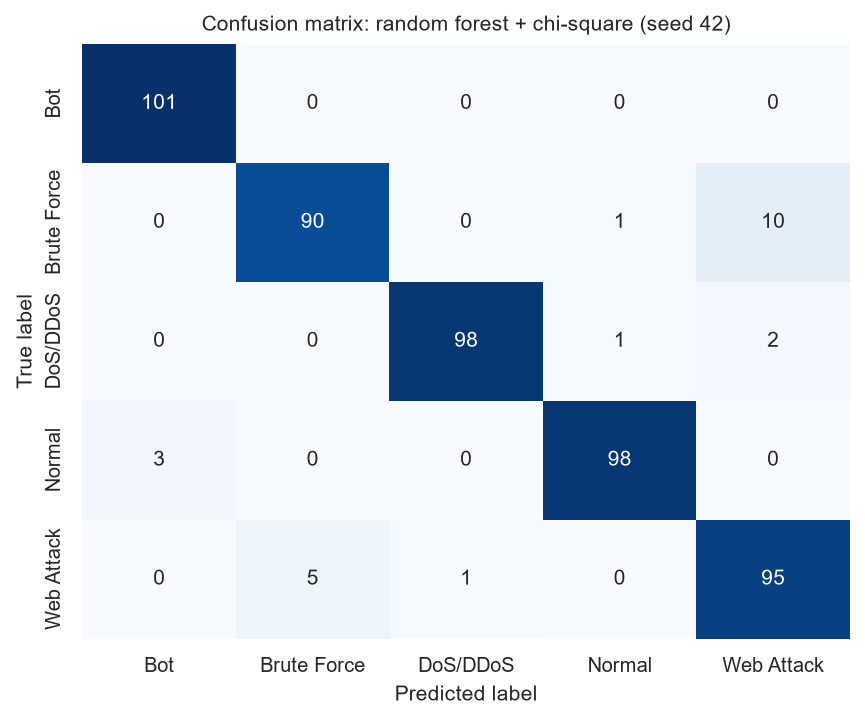 Confusion matrix: random forest + chi-square (seed 42)
True label
Bot
101 0 0 0 0
Brute Force
0 90 0 1 10
DoS/DDoS
0 0 98 1 2
Normal
3 0 0 98 0
Web Attack
0 5 1 0 95
Bot Brute Force DoS/DDoS Normal Web Attack
Predicted label